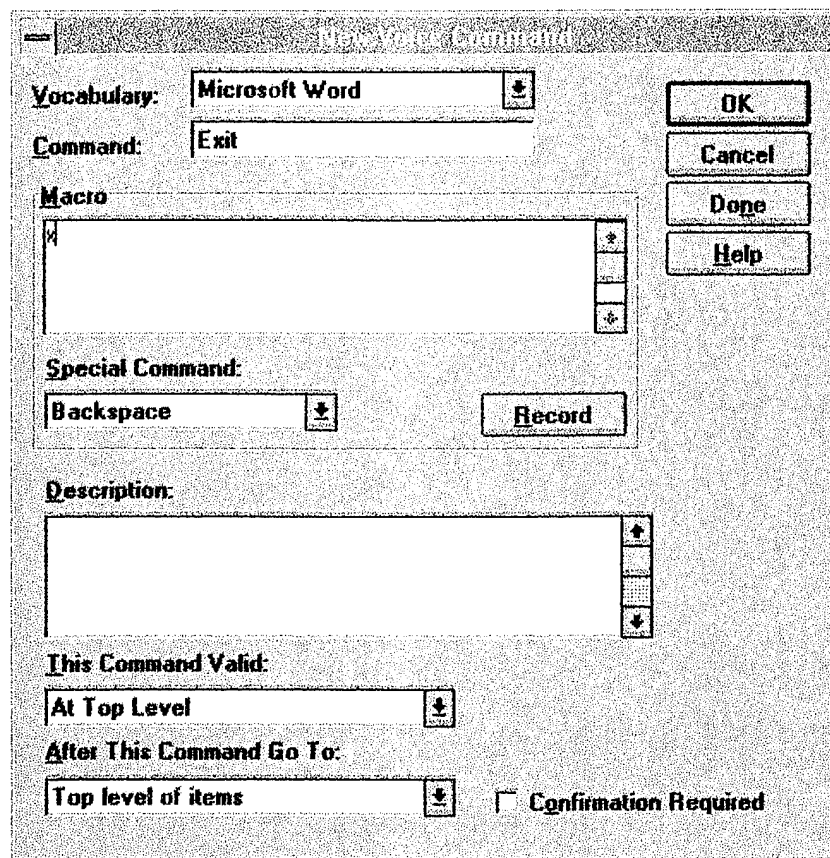 New Voice Command
Vocabulary: Microsoft Word
Command: Exit
OK
Cancel
Done
Help
Macro
x
Special Command:
Backspace
Record
Description:
This Command Valid:
At Top Level
After This Command Go To:
Top level of items
Confirmation Required